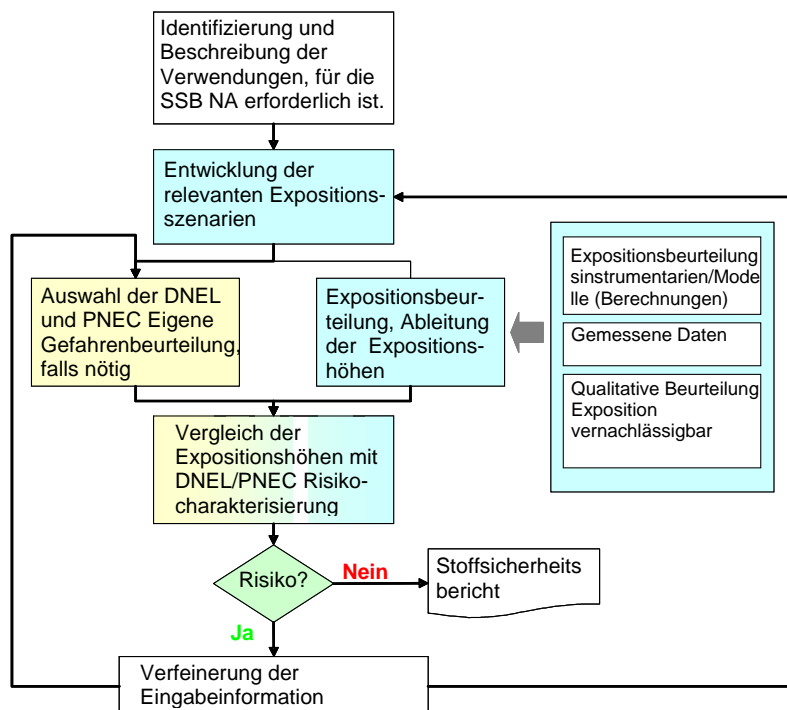 Identifizierung und
Beschreibung der
Verwendungen, für die
SSB NA erforderlich ist.
Entwicklung der
relevanten Expositions-
szenarien
Auswahl der DNEL
und PNEC Eigene
Gefahrenbeurteilung,
falls nötig
Expositionsbeur-
teilung, Ableitung
der Expositions-
höhen
Expositionsbeurteilung
sinstrumentarien/Mode
lle (Berechnungen)
Gemessene Daten
Qualitative Beurteilung
Exposition
vernachlässigbar
Vergleich der
Expositionshöhen mit
DNEL/PNEC Risiko-
charakterisierung
Risiko?
Nein
Stoffsicherheits
bericht
Ja
Verfeinerung der
Eingabeinformation